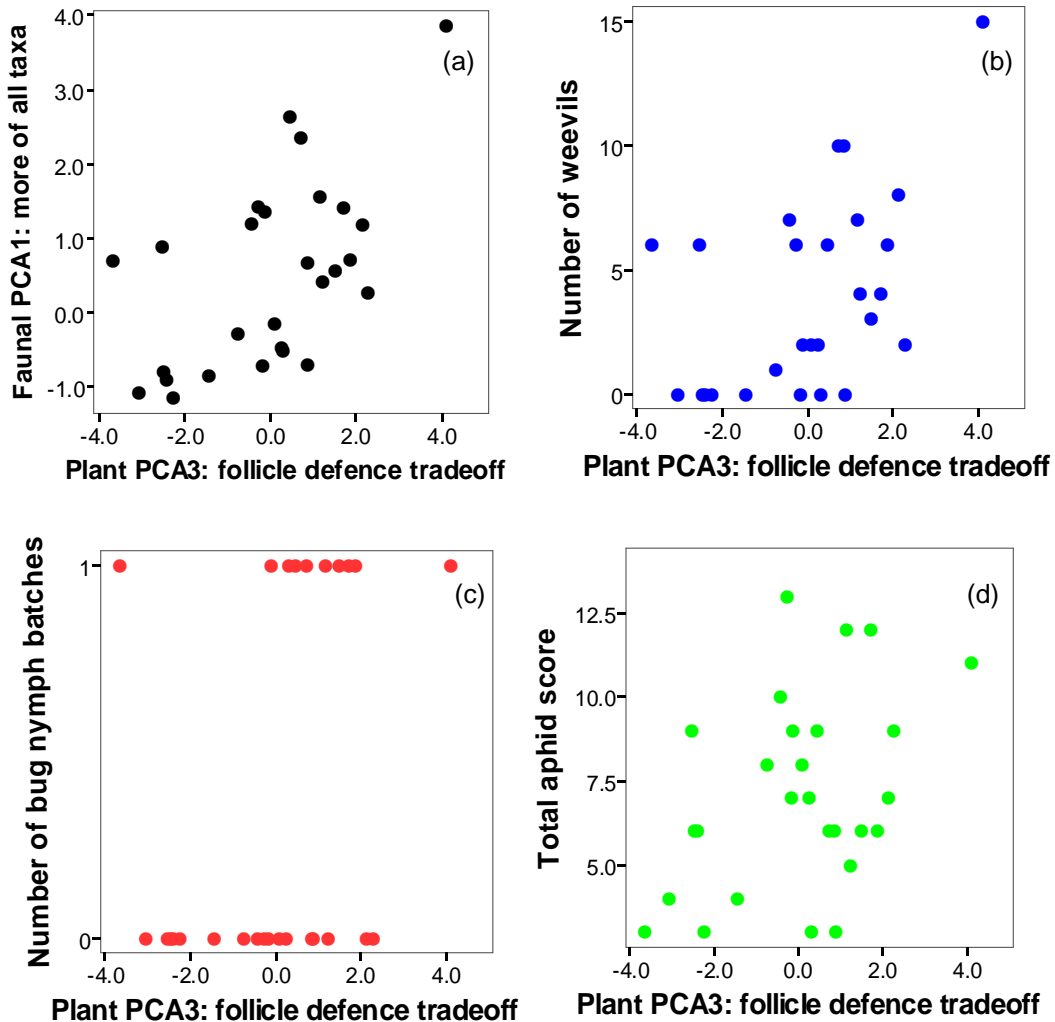 Faunal PCA1: more of all taxa
4.0
3.0
2.0
1.0
0.0
-1.0
(a)
-4.0 -2.0 0.0 2.0 4.0
Plant PCA3: follicle defence tradeoff
Number of weevils
15
10
5
0
(b)
-4.0 -2.0 0.0 2.0 4.0
Plant PCA3: follicle defence tradeoff
Number of bug nymph batches
1
0
(c)
-4.0 -2.0 0.0 2.0 4.0
Plant PCA3: follicle defence tradeoff
Total aphid score
12.5
10.0
7.5
5.0
(d)
-4.0 -2.0 0.0 2.0 4.0
Plant PCA3: follicle defence tradeoff